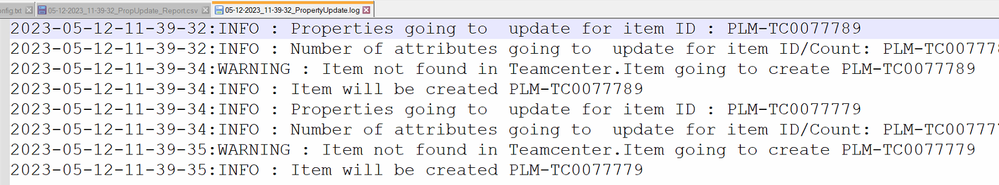 onfig.txt 05-12-2023_11-39-32_PropUpdate_Report.csv 05-12-2023_11-39-32_PropertyUpdate.log
2023-05-12-11-39-32:INFO : Properties going to  update for item ID : PLM-TC0077789
2023-05-12-11-39-32:INFO : Number of attributes going to  update for item ID/Count: PLM-TC007778
2023-05-12-11-39-34:WARNING : Item not found in Teamcenter.Item going to create PLM-TC0077789
2023-05-12-11-39-34:INFO : Item will be created PLM-TC0077789
2023-05-12-11-39-34:INFO : Properties going to  update for item ID : PLM-TC0077779
2023-05-12-11-39-34:INFO : Number of attributes going to  update for item ID/Count: PLM-TC007777
2023-05-12-11-39-35:WARNING : Item not found in Teamcenter.Item going to create PLM-TC0077779
2023-05-12-11-39-35:INFO : Item will be created PLM-TC0077779